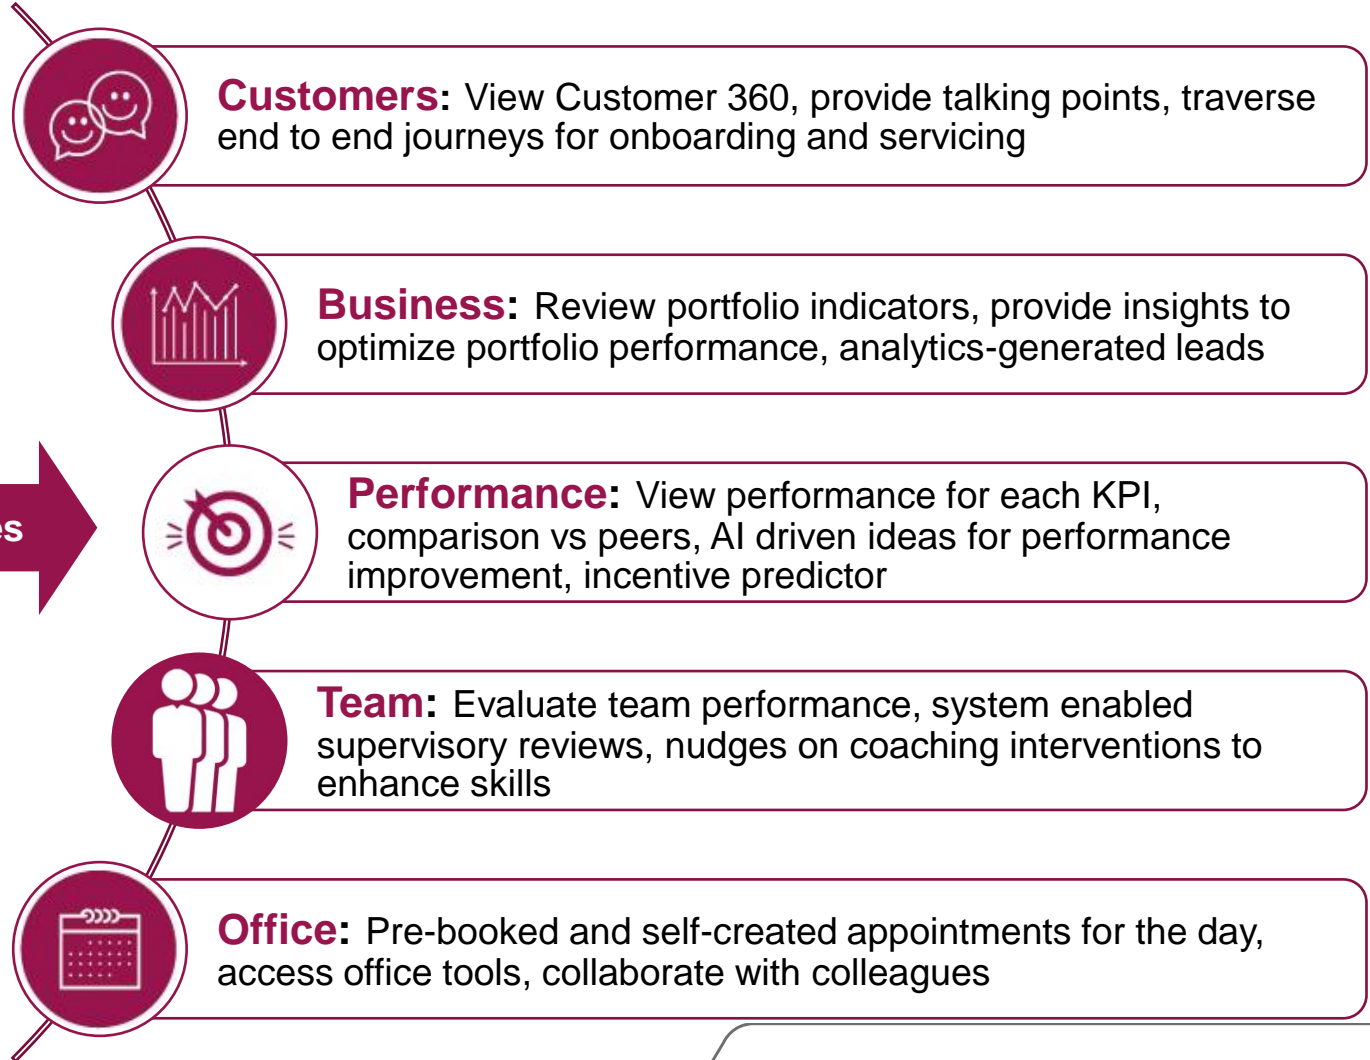 Customers: View Customer 360, provide talking points, traverse
end to end journeys for onboarding and servicing
Business: Review portfolio indicators, provide insights to
optimize portfolio performance, analytics-generated leads
es
Performance: View performance for each KPI,
comparison vs peers, AI driven ideas for performance
improvement, incentive predictor
Team: Evaluate team performance, system enabled
supervisory reviews, nudges on coaching interventions to
enhance skills
Office: Pre-booked and self-created appointments for the day,
access office tools, collaborate with colleagues